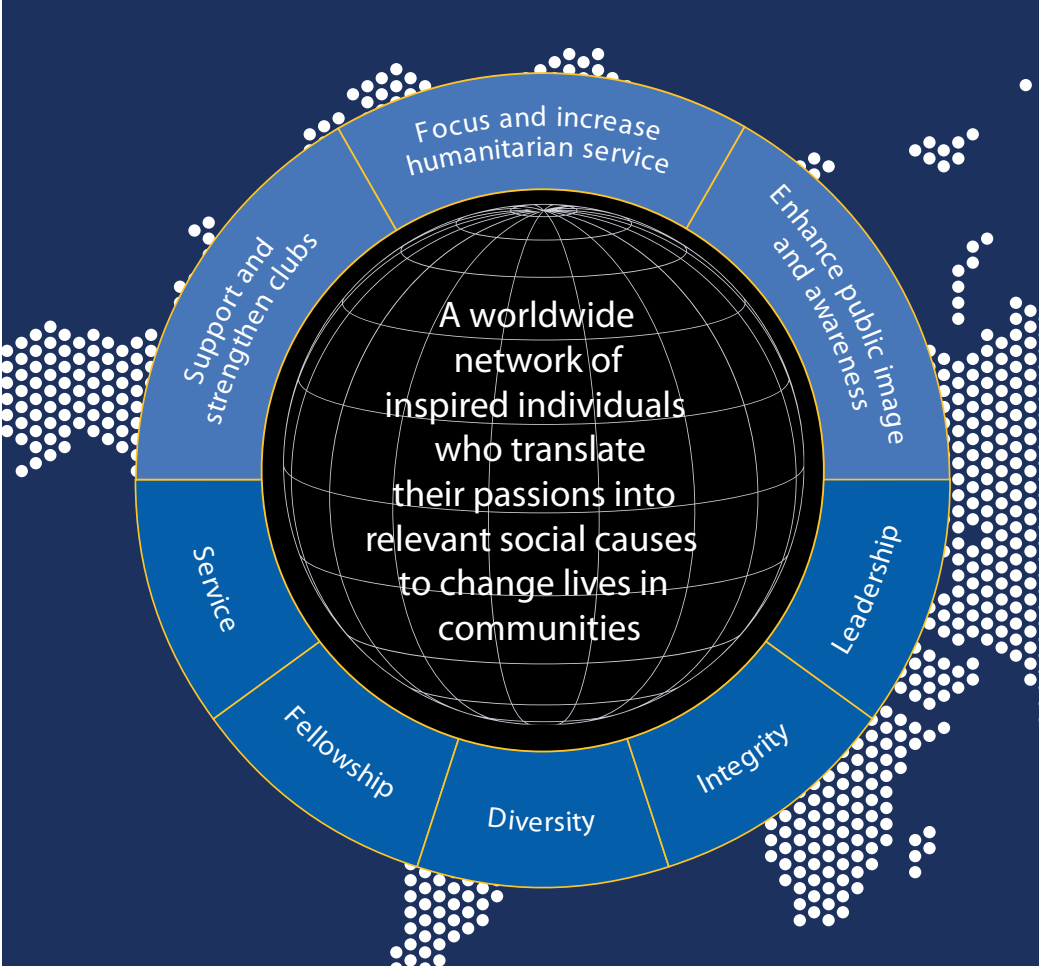 Focus and increase
humanitarian service
Support and
strengthen clubs
Enhance public image
and awareness
A worldwide
network of
inspired individuals
who translate
their passions into
relevant social causes
to change lives in
communities
Service
Fellowship
Diversity
Integrity
Leadership